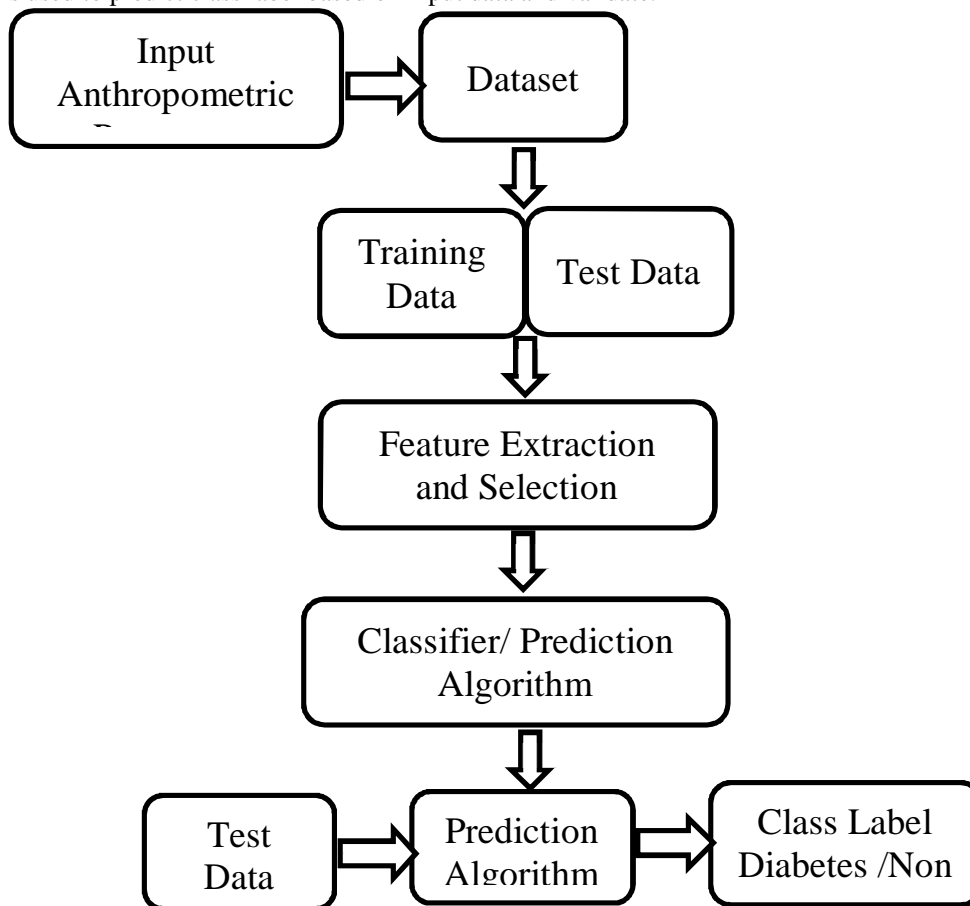 Input
Anthropometric
Dataset
Training
Data
Test Data
Feature Extraction
and Selection
Classifier/ Prediction
Algorithm
Test
Data
Prediction
Algorithm
Class Label
Diabetes /Non